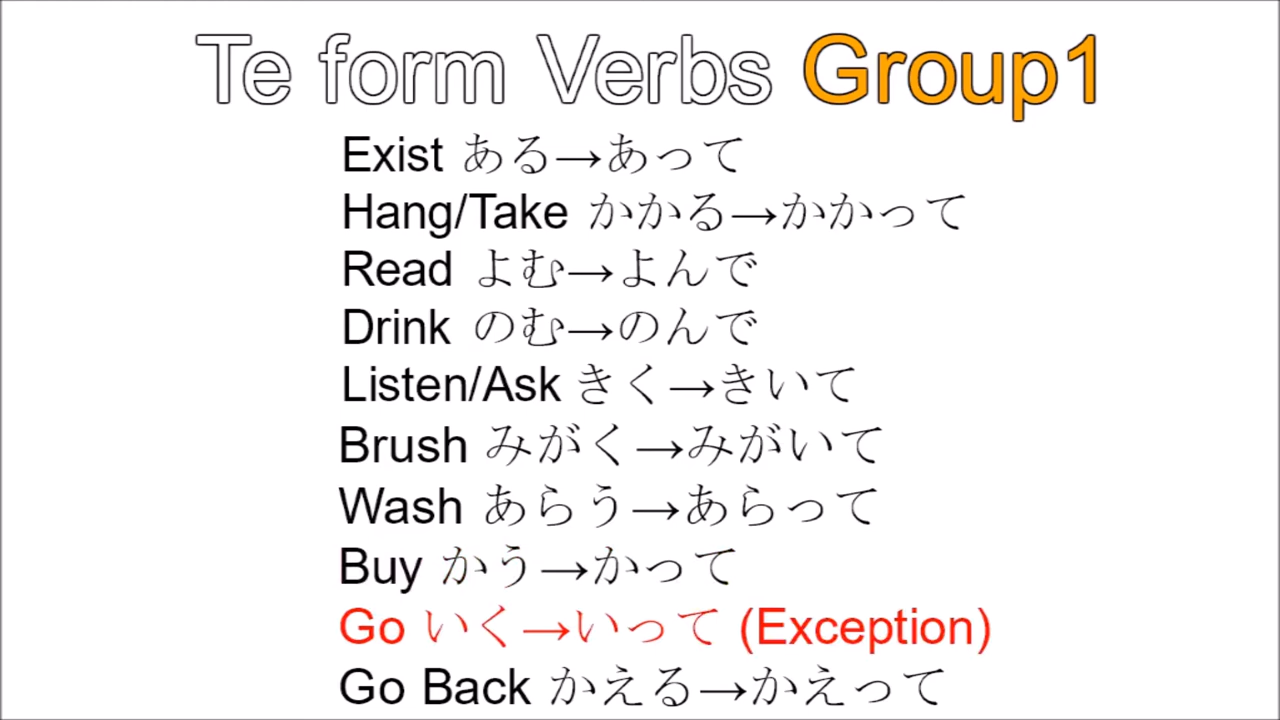 Te form Verbs Group1
Exist ある→あって
Hang/Take かかる→かかって
Read よむ→よんで
Drink のむ→のんで
Listen/Ask きく→きいて
Brush みがく→みがいて
Wash あらう→あらって
Buy かう→かって
Go いく→いって (Exception)
Go Back かえる→かえって